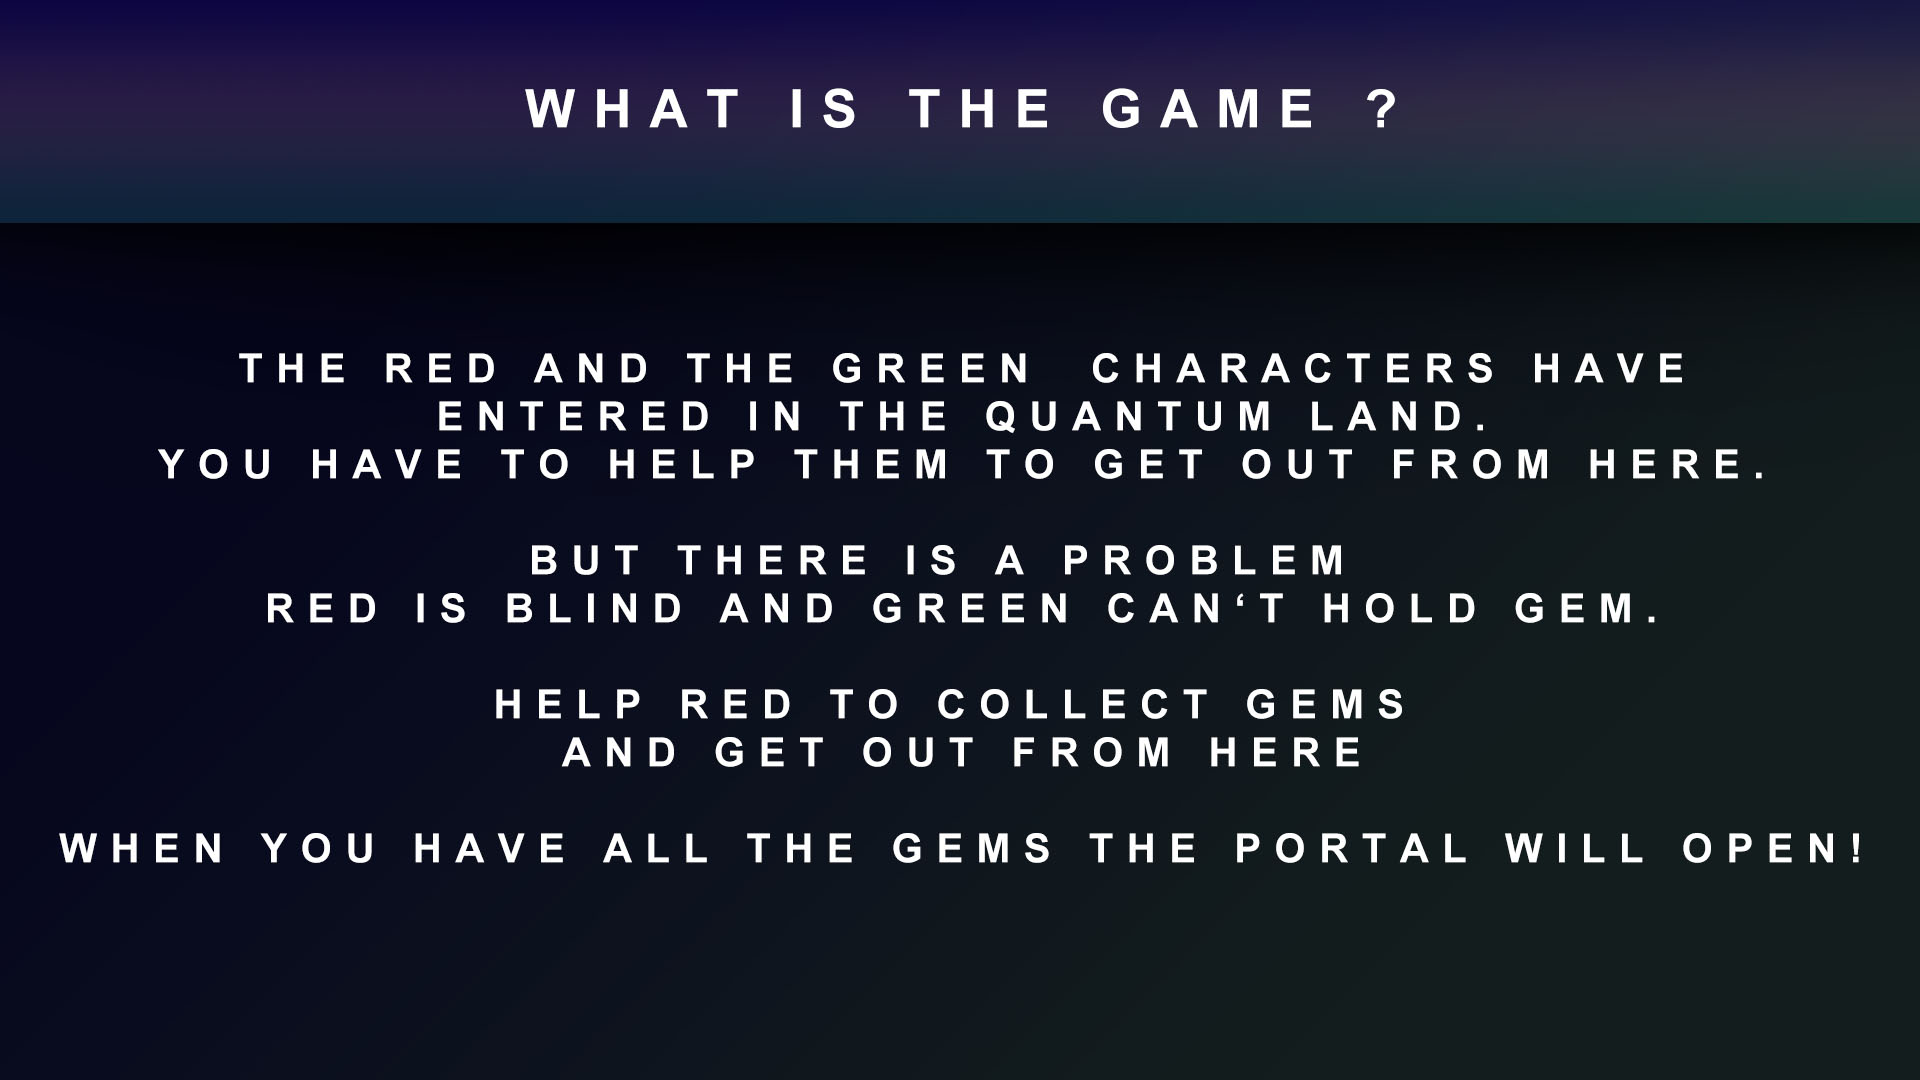 WHAT IS THE GAME ?
THE RED AND THE GREEN CHARACTERS HAVE
ENTERED IN THE QUANTUM LAND.
YOU HAVE TO HELP THEM TO GET OUT FROM HERE.
BUT THERE IS A PROBLEM
RED IS BLIND AND GREEN CAN‘T HOLD GEM.
HELP RED TO COLLECT GEMS
AND GET OUT FROM HERE
WHEN YOU HAVE ALL THE GEMS THE PORTAL WILL OPEN!